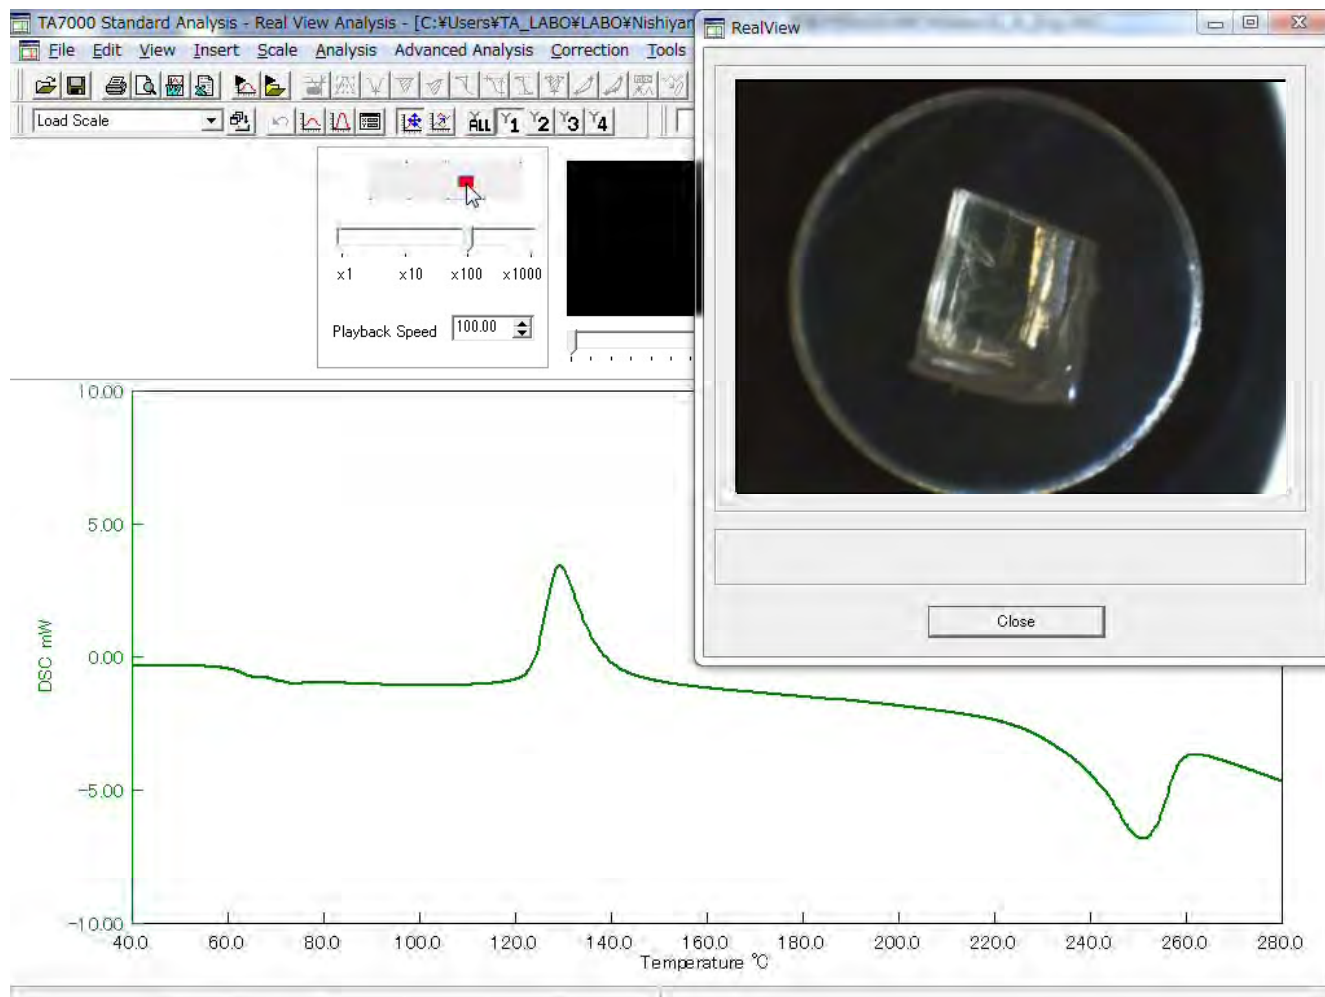 TA7000 Standard Analysis - Real View Analysis - [C:¥Users¥TA_LABO¥LABO¥Nishiyan
RealView
File Edit View Insert Scale Analysis Advanced Analysis Correction Tools
Load Scale
ALL Y1 Y2 Y3 Y4
x1 x10 x100 x1000
Playback Speed 100.00
Close
10.00
5.00
0.00
-5.00
-10.00
DSC mW
40.0 60.0 80.0 100.0 120.0 140.0 160.0 180.0 200.0 220.0 240.0 260.0 280.0
Temperature °C